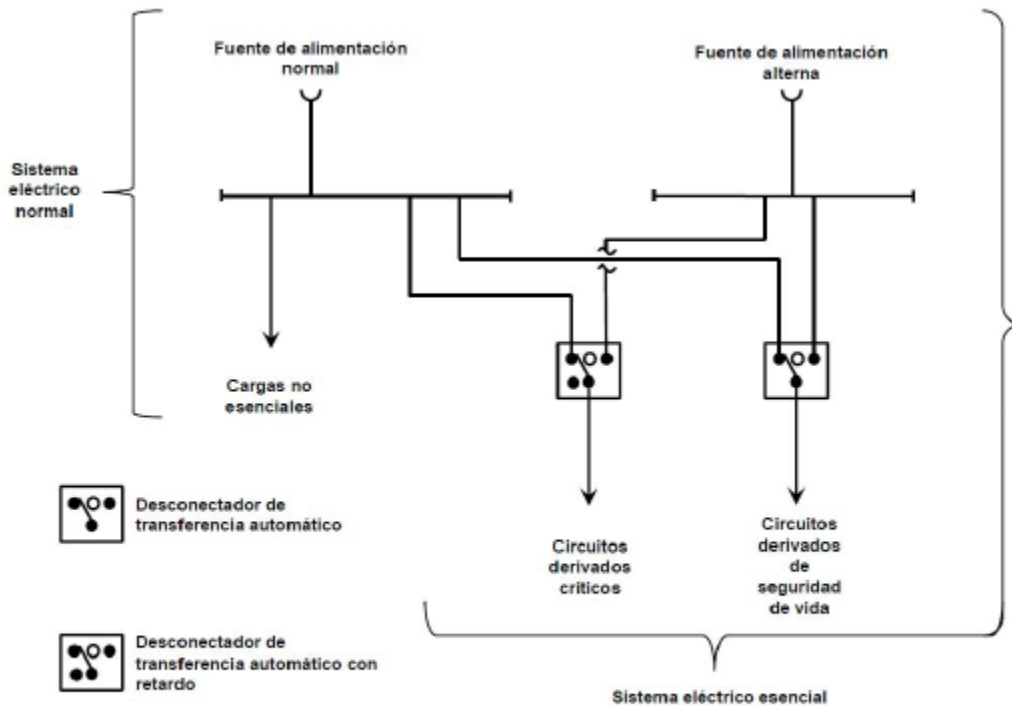 Fuente de alimentación
normal
Fuente de alimentación
alterna
Sistema
eléctrico
normal
Cargas no
esenciales
Desconectador de
transferencia automático
Circuitos
derivados
críticos
Circuitos
derivados
de
seguridad
de vida
Desconectador de
transferencia automático con
retardo
Sistema eléctrico esencial